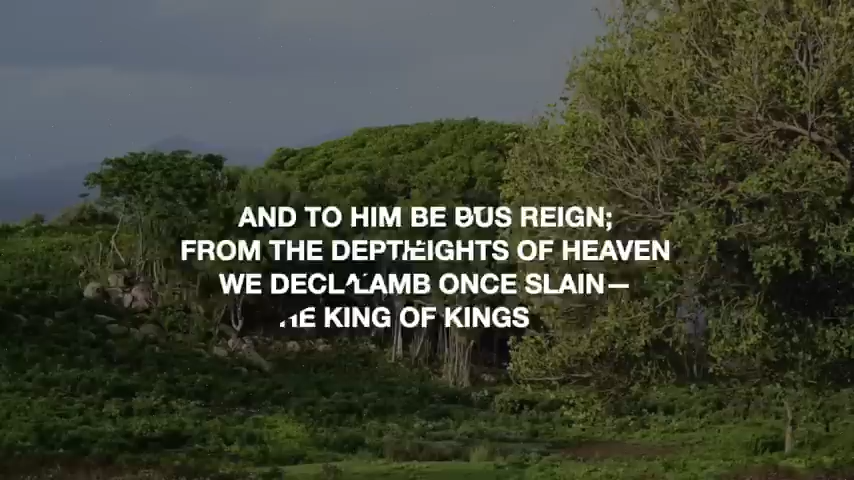 AND TO HIM BE REIGN;
FROM THE OF HEAVEN
WE ONCE SLAIN—
KING OF KINGS